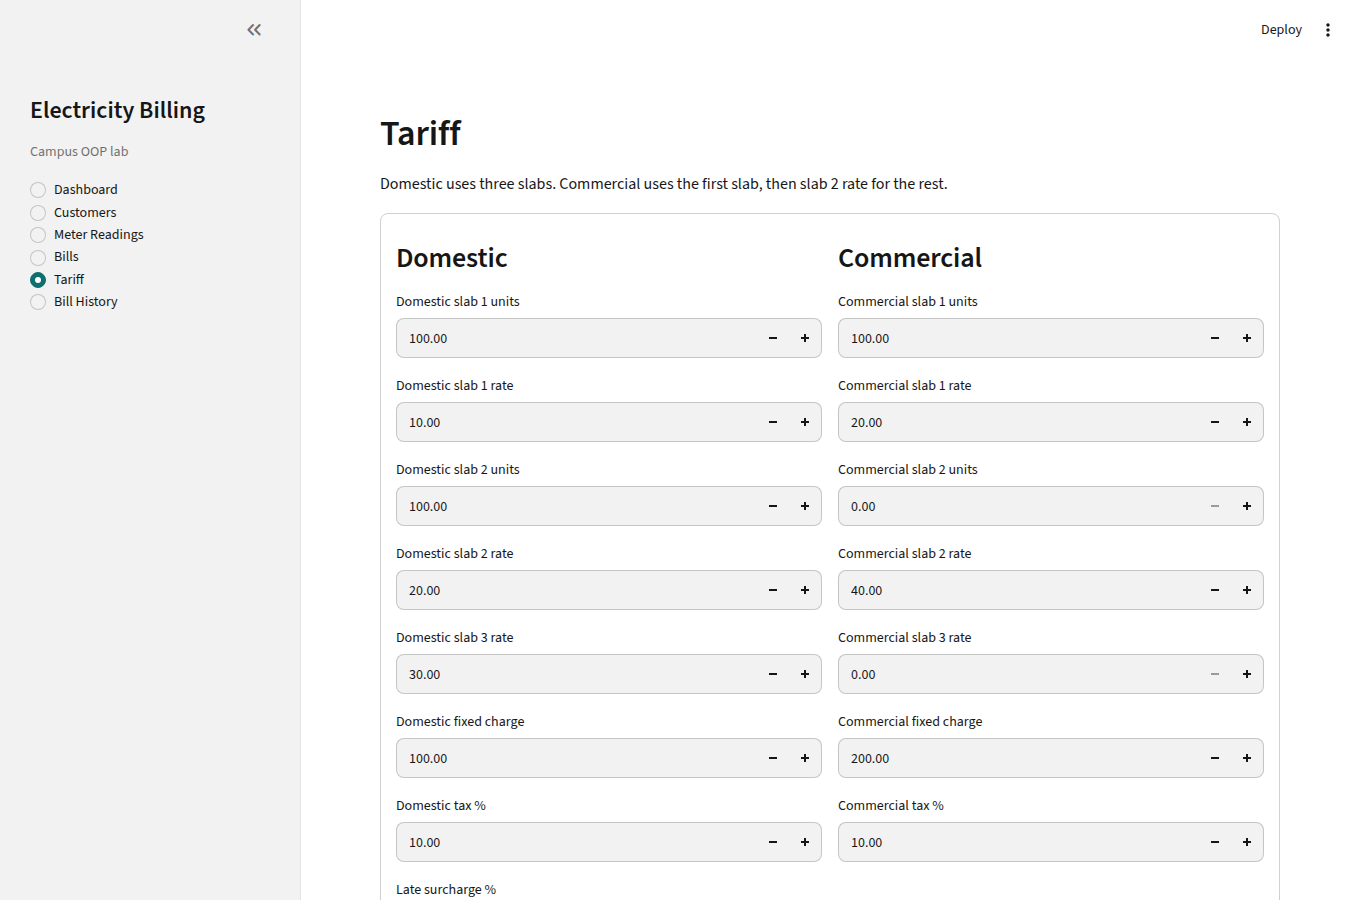 Deploy
Electricity Billing
Campus OOP lab
Dashboard
Customers
Meter Readings
Bills
Tariff
Bill History
Tariff
Domestic uses three slabs. Commercial uses the first slab, then slab 2 rate for the rest.
Domestic
Domestic slab 1 units
100.00
Domestic slab 1 rate
10.00
Domestic slab 2 units
100.00
Domestic slab 2 rate
20.00
Domestic slab 3 rate
30.00
Domestic fixed charge
100.00
Domestic tax %
10.00
Late surcharge %
Commercial
Commercial slab 1 units
100.00
Commercial slab 1 rate
20.00
Commercial slab 2 units
0.00
Commercial slab 2 rate
40.00
Commercial slab 3 rate
0.00
Commercial fixed charge
200.00
Commercial tax %
10.00